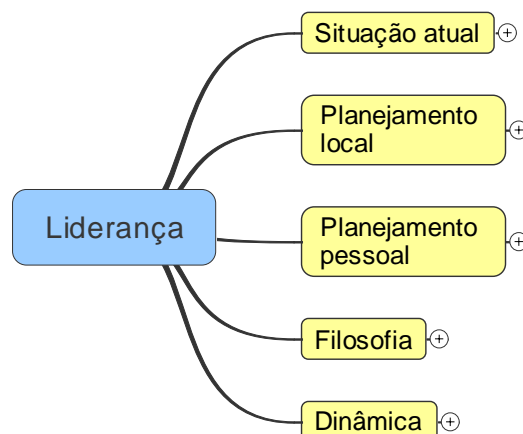 Situação atual
Planejamento
local
Liderança
Planejamento
pessoal
Filosofia
Dinâmica